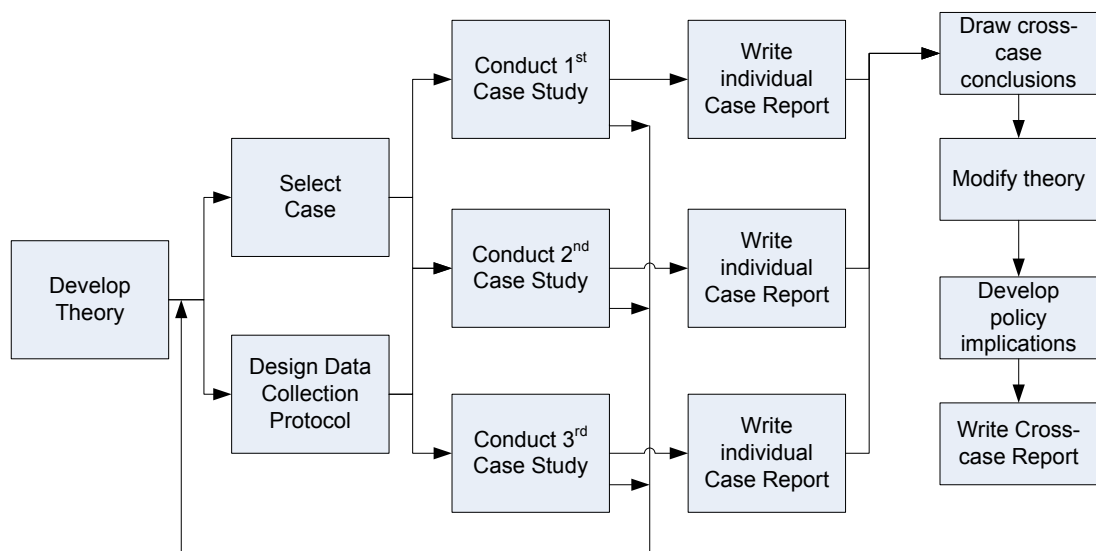 Develop
Theory
Select
Case
Design Data
Collection
Protocol
Conduct 1st
Case Study
Conduct 2nd
Case Study
Conduct 3rd
Case Study
Write
individual
Case Report
Write
individual
Case Report
Write
individual
Case Report
Draw cross-
case
conclusions
Modify theory
Develop
policy
implications
Write Cross-
case Report